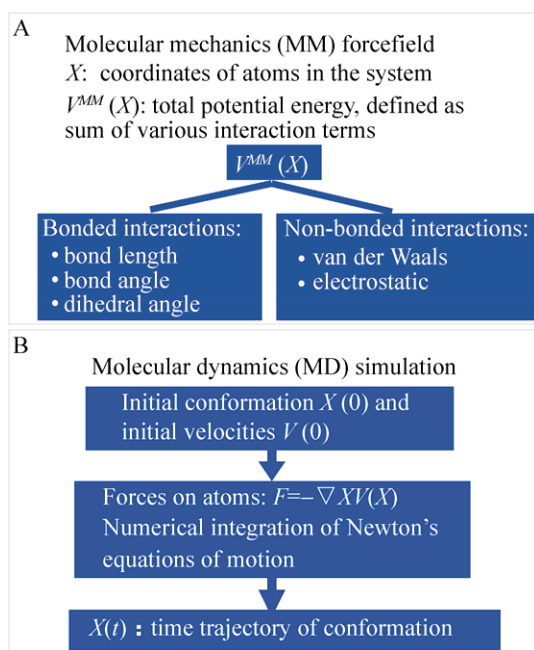 A
Molecular mechanics (MM) forcefield
X: coordinates of atoms in the system
V^MM (X): total potential energy, defined as
sum of various interaction terms
V^MM (X)
Bonded interactions:
• bond length
• bond angle
• dihedral angle
Non-bonded interactions:
• van der Waals
• electrostatic
B
Molecular dynamics (MD) simulation
Initial conformation X (0) and
initial velocities V (0)
Forces on atoms: F=−▽XV(X)
Numerical integration of Newton's
equations of motion
X(t) : time trajectory of conformation